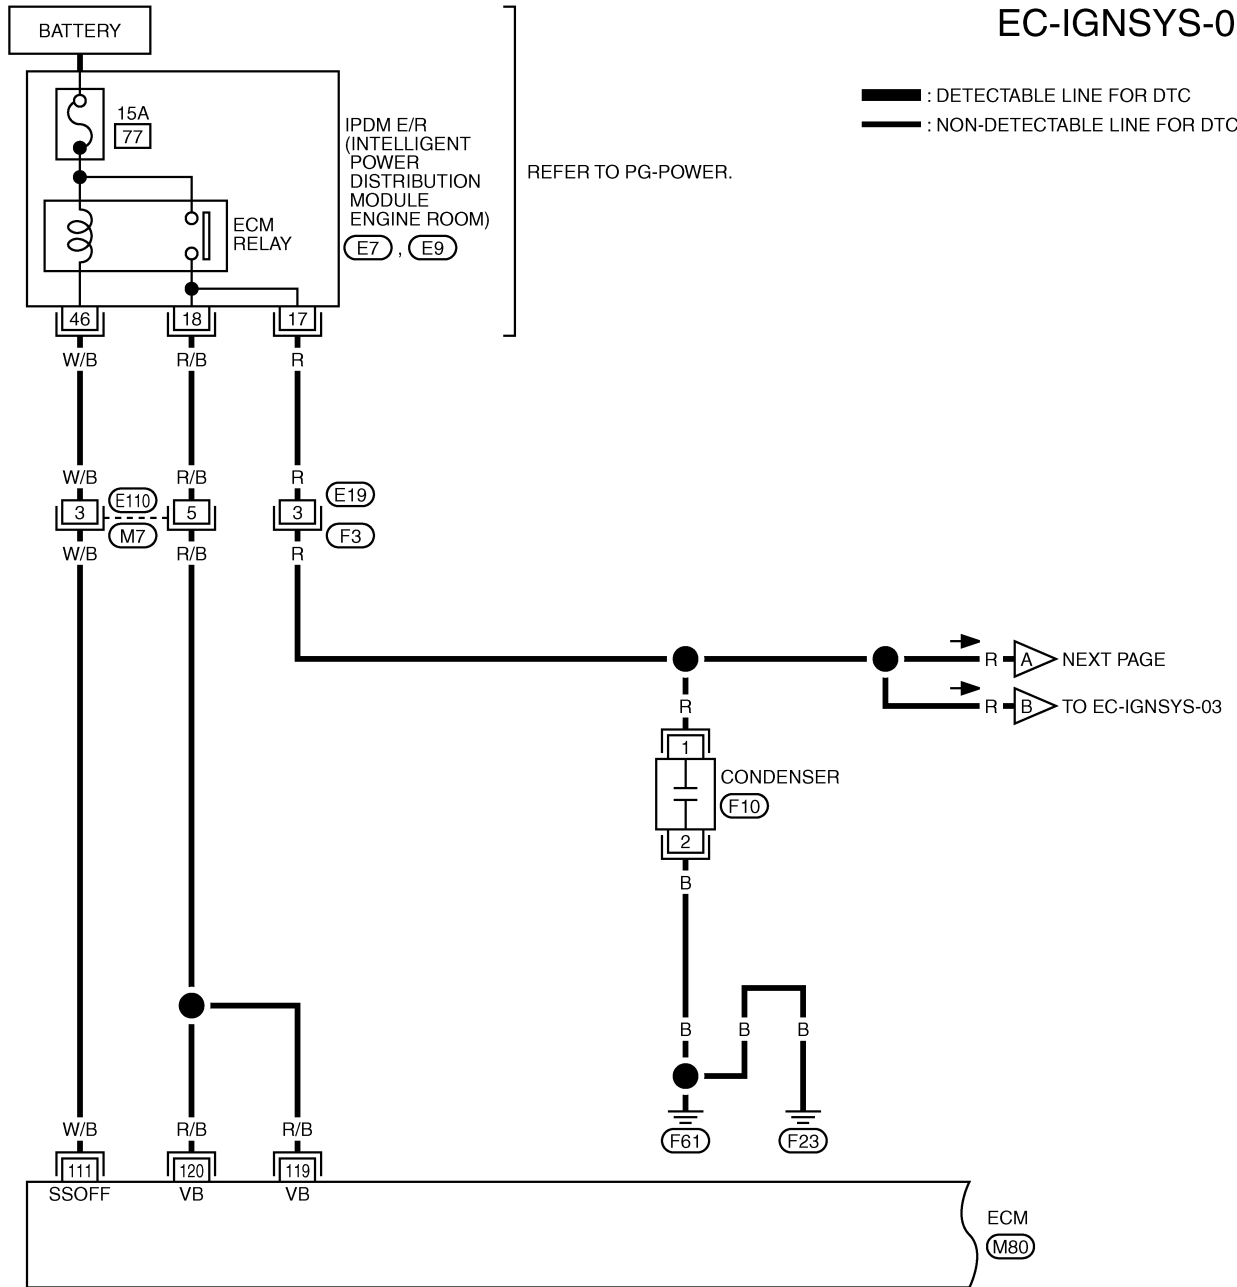 EC-IGNSYS-0
BATTERY
: DETECTABLE LINE FOR DTC
: NON-DETECTABLE LINE FOR DTC
15A
77
IPDM E/R
(INTELLIGENT
POWER
DISTRIBUTION
MODULE
ENGINE ROOM)
E7 , E9
REFER TO PG-POWER.
ECM
RELAY
46 18 17
W/B R/B R
W/B R/B R
3 E110 M7 5 3 E19 F3
W/B R/B R
R A NEXT PAGE
R B TO EC-IGNSYS-03
R
1
CONDENSER
F10
2
B
B B B
F61 F23
W/B R/B R/B
111 120 119
SSOFF VB VB
ECM
M80